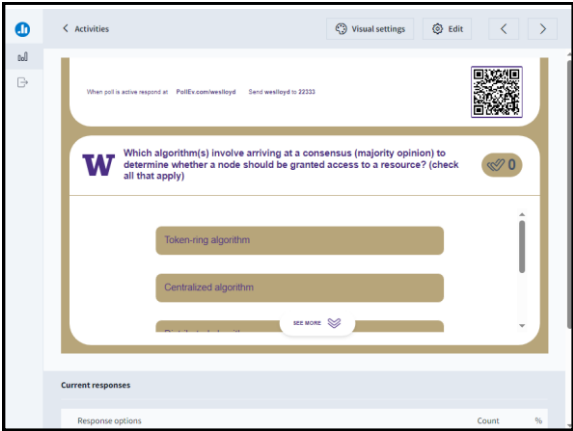 Activities
Visual settings
Edit
When poll is active respond at PollEv.com/weslloyd Send weslloyd to 22333
W
Which algorithm(s) involve arriving at a consensus (majority opinion) to
determine whether a node should be granted access to a resource? (check
all that apply)
0
Token-ring algorithm
Centralized algorithm
SEE MORE
Current responses
Response options Count %